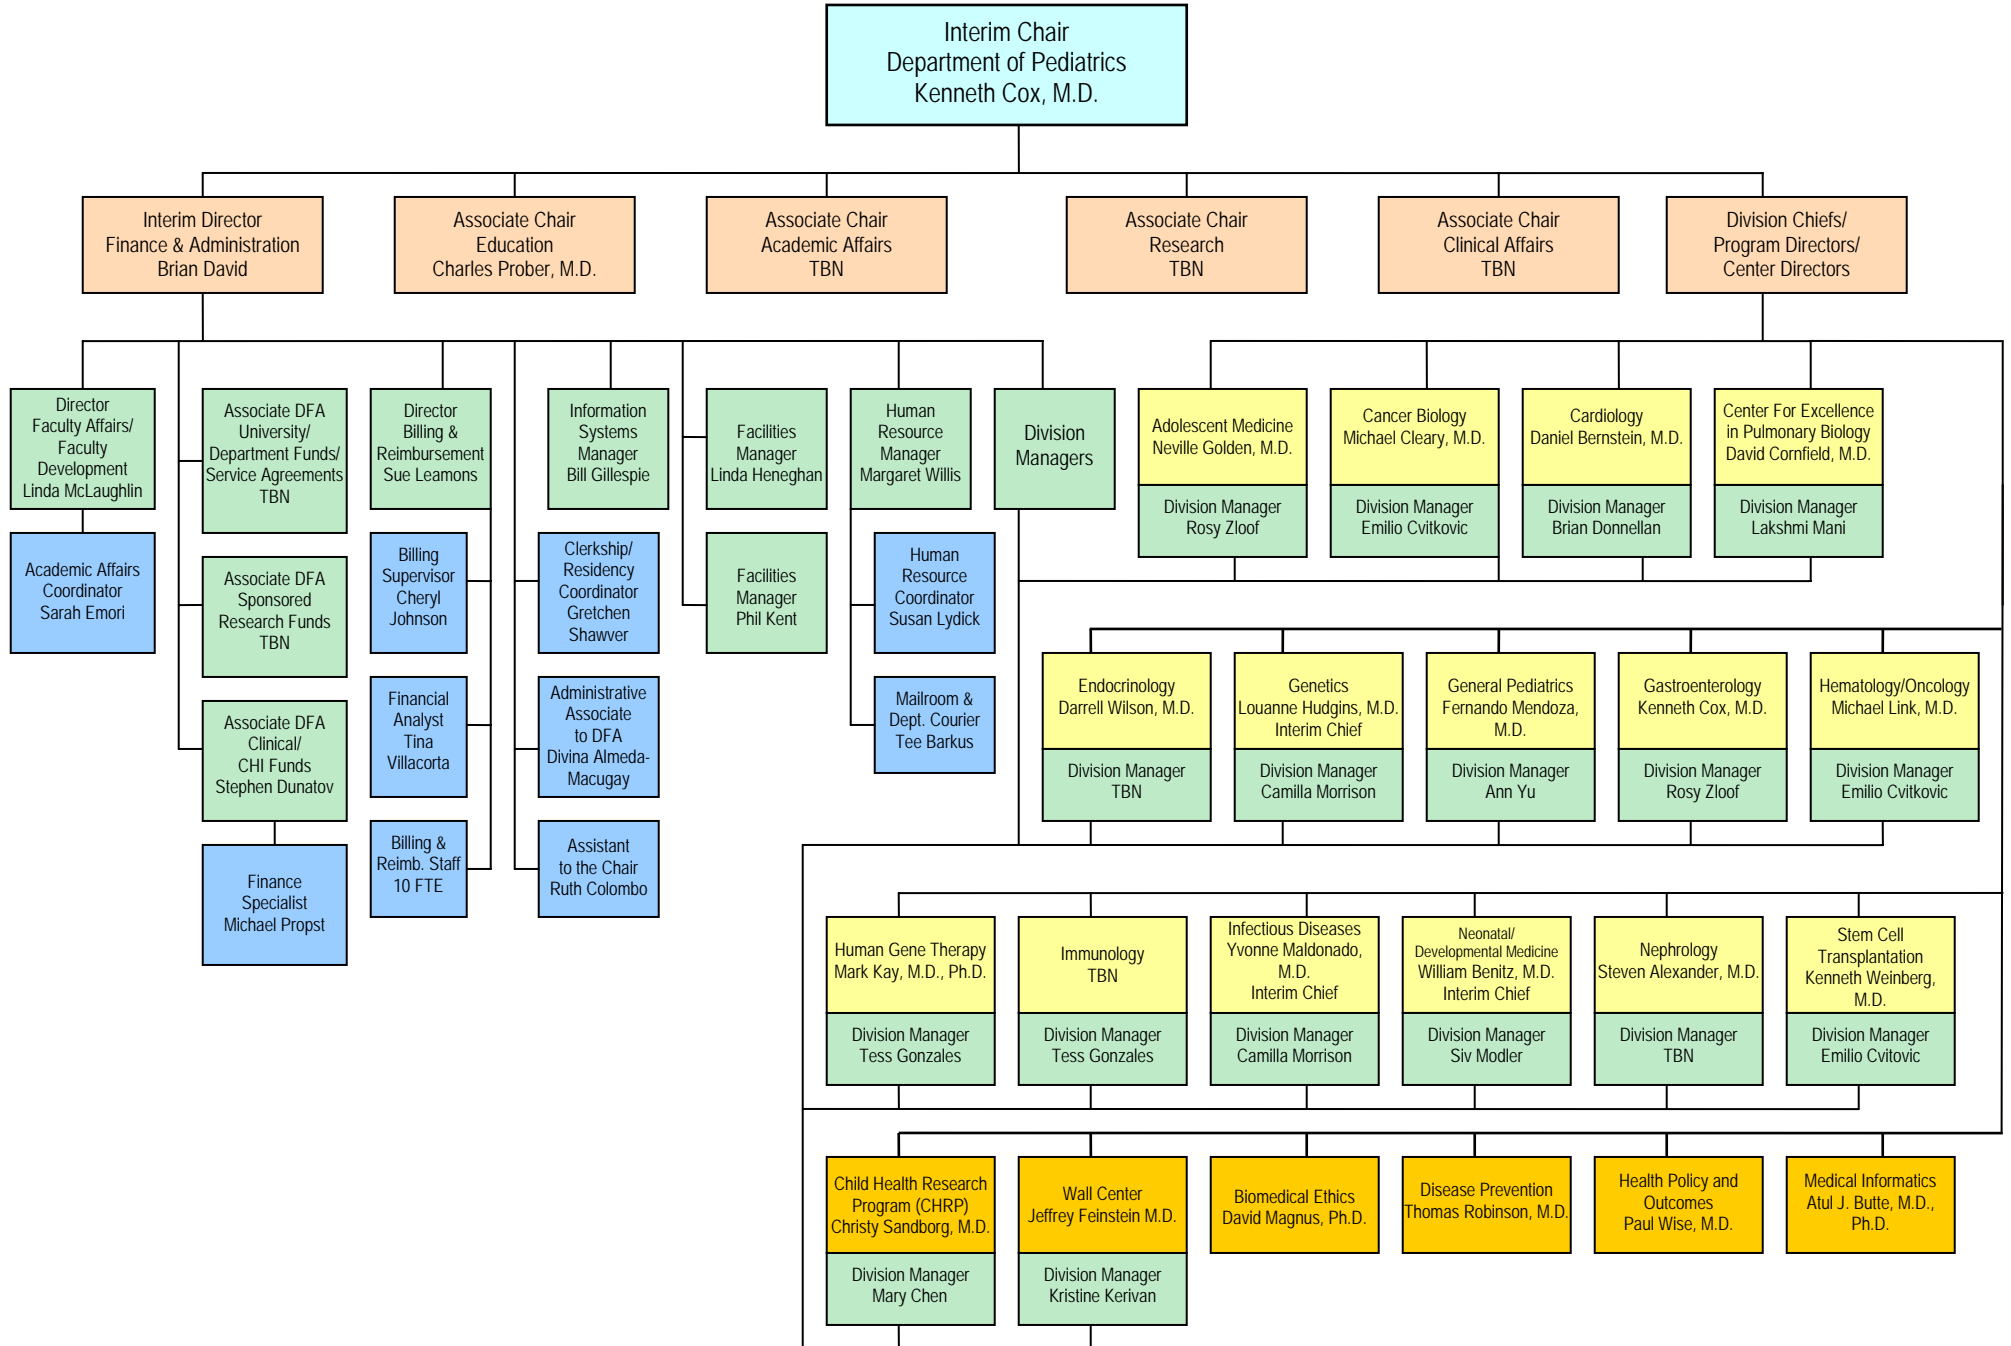 Interim Chair
Department of Pediatrics
Kenneth Cox, M.D.
Interim Director
Finance & Administration
Brian David
Associate Chair
Education
Charles Prober, M.D.
Associate Chair
Academic Affairs
TBN
Associate Chair
Research
TBN
Associate Chair
Clinical Affairs
TBN
Division Chiefs/
Program Directors/
Center Directors
Director
Faculty Affairs/
Faculty
Development
Linda McLaughlin
Associate DFA
University/
Department Funds/
Service Agreements
TBN
Director
Billing &
Reimbursement
Sue Leamons
Information
Systems
Manager
Bill Gillespie
Facilities
Manager
Linda Heneghan
Human
Resource
Manager
Margaret Willis
Division
Managers
Adolescent Medicine
Neville Golden, M.D.
Division Manager
Rosy Zloof
Cancer Biology
Michael Cleary, M.D.
Division Manager
Emilio Cvitkovic
Cardiology
Daniel Bernstein, M.D.
Division Manager
Brian Donnellan
Center For Excellence
in Pulmonary Biology
David Cornfield, M.D.
Division Manager
Lakshmi Mani
Academic Affairs
Coordinator
Sarah Emori
Associate DFA
Sponsored
Research Funds
TBN
Billing
Supervisor
Cheryl
Johnson
Clerkship/
Residency
Coordinator
Gretchen
Shawver
Facilities
Manager
Phil Kent
Human
Resource
Coordinator
Susan Lydick
Associate DFA
Clinical/
CHI Funds
Stephen Dunatov
Financial
Analyst
Tina
Villacorta
Administrative
Associate
to DFA
Divina Almeda-
Macugay
Mailroom &
Dept. Courier
Tee Barkus
Endocrinology
Darrell Wilson, M.D.
Division Manager
TBN
Genetics
Louanne Hudgins, M.D.
Interim Chief
Division Manager
Camilla Morrison
General Pediatrics
Fernando Mendoza,
M.D.
Division Manager
Ann Yu
Gastroenterology
Kenneth Cox, M.D.
Division Manager
Rosy Zloof
Hematology/Oncology
Michael Link, M.D.
Division Manager
Emilio Cvitkovic
Finance
Specialist
Michael Propst
Billing &
Reimb. Staff
10 FTE
Assistant
to the Chair
Ruth Colombo
Human Gene Therapy
Mark Kay, M.D., Ph.D.
Division Manager
Tess Gonzales
Immunology
TBN
Division Manager
Tess Gonzales
Infectious Diseases
Yvonne Maldonado,
M.D.
Interim Chief
Division Manager
Camilla Morrison
Neonatal/
Developmental Medicine
William Benitz, M.D.
Interim Chief
Division Manager
Siv Modler
Nephrology
Steven Alexander, M.D.
Division Manager
TBN
Stem Cell
Transplantation
Kenneth Weinberg,
M.D.
Division Manager
Emilio Cvitovic
Child Health Research
Program (CHRP)
Christy Sandborg, M.D.
Division Manager
Mary Chen
Wall Center
Jeffrey Feinstein M.D.
Division Manager
Kristine Kerivan
Biomedical Ethics
David Magnus, Ph.D.
Disease Prevention
Thomas Robinson, M.D.
Health Policy and
Outcomes
Paul Wise, M.D.
Medical Informatics
Atul J. Butte, M.D.,
Ph.D.